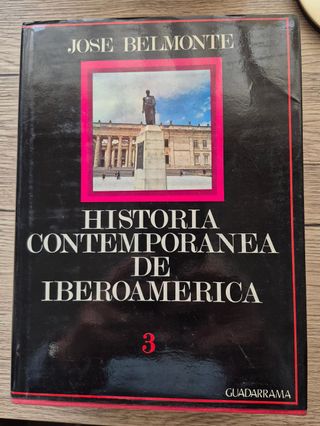 JOSE BELMONTE
HISTORIA
CONTEMPORANEA
DE
IBEROAMERICA
3
GUADARRAMA